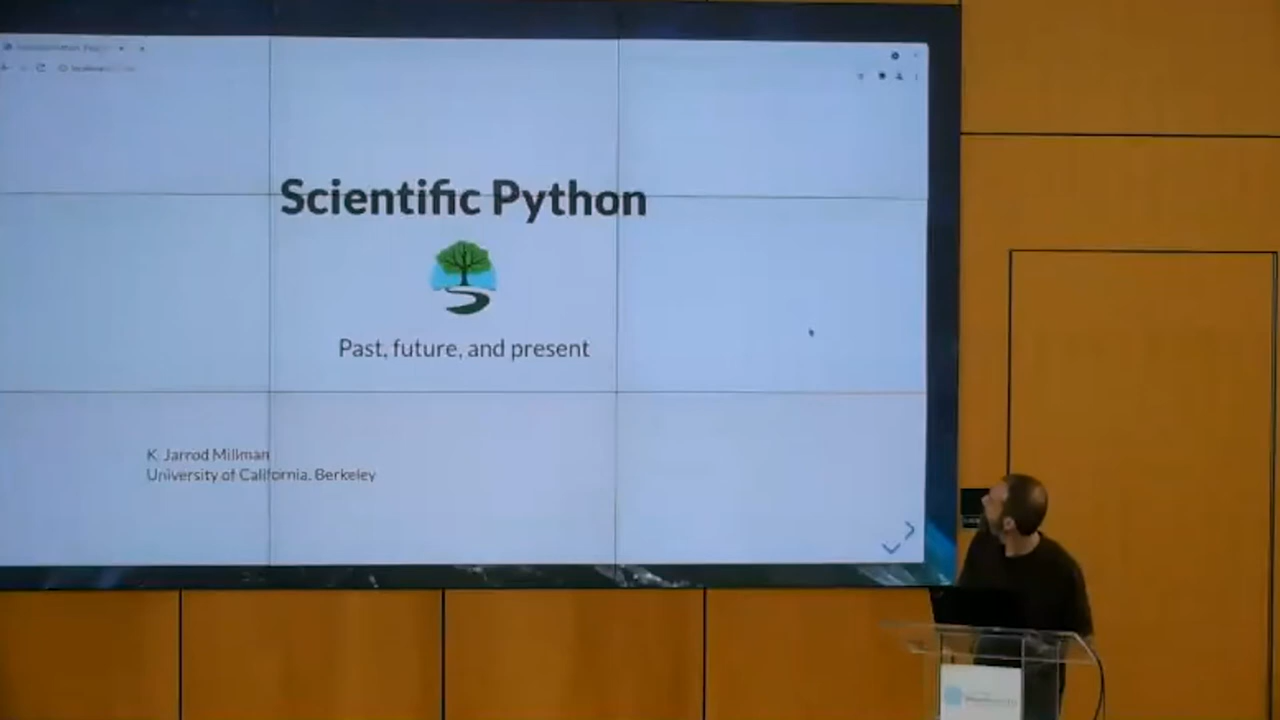 Scientific Python
Past, future, and present
K. Jarrod Millman
University of California, Berkeley